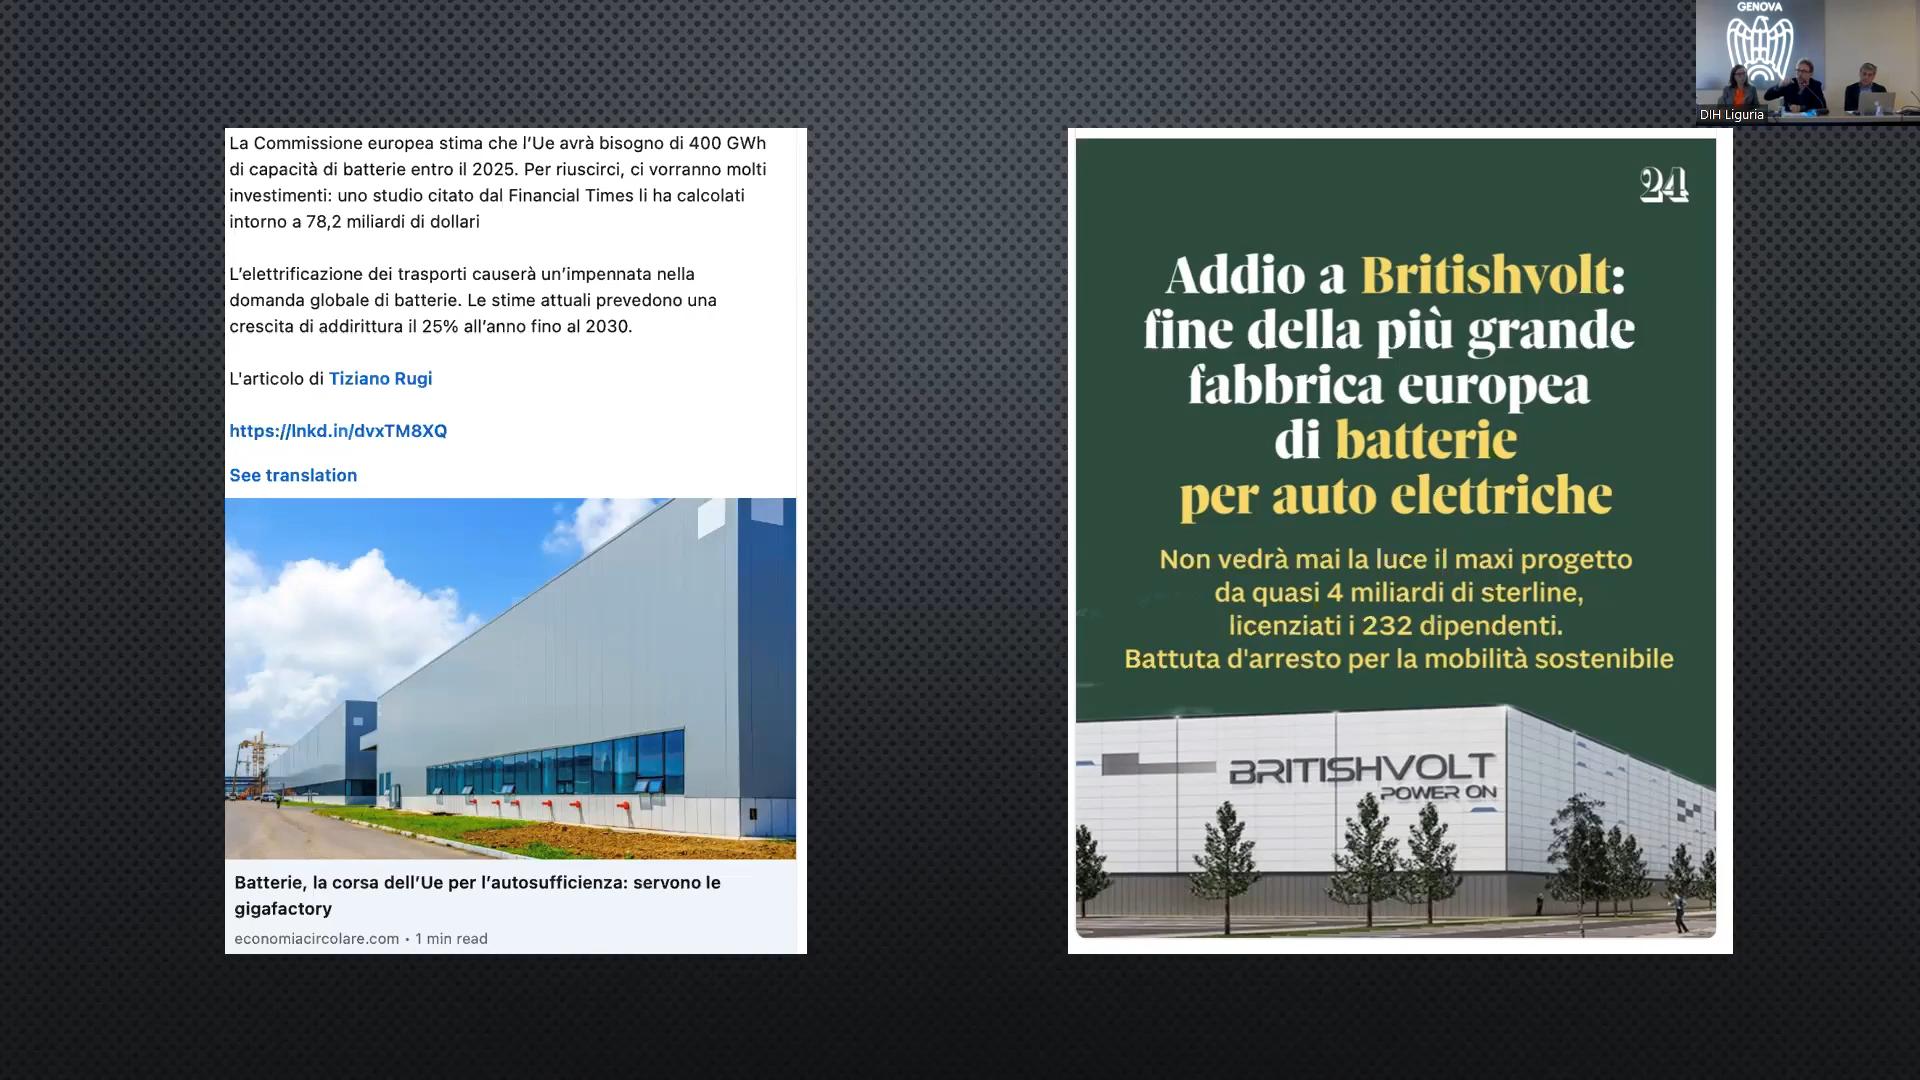 GENOVA
DIH Liguria
La Commissione europea stima che l'Ue avrà bisogno di 400 GWh
di capacità di batterie entro il 2025. Per riuscirci, ci vorranno molti
investimenti: uno studio citato dal Financial Times li ha calcolati
intorno a 78,2 miliardi di dollari
L'elettrificazione dei trasporti causerà un'impennata nella
domanda globale di batterie. Le stime attuali prevedono una
crescita di addirittura il 25% all'anno fino al 2030.
L'articolo di Tiziano Rugi
https://lnkd.in/dvxTM8XQ
See translation
Batterie, la corsa dell'Ue per l'autosufficienza: servono le
gigafactory
economiacircolare.com • 1 min read
24
Addio a Britishvolt:
fine della più grande
fabbrica europea
di batterie
per auto elettriche
Non vedrà mai la luce il maxi progetto
da quasi 4 miliardi di sterline,
licenziati i 232 dipendenti.
Battuta d'arresto per la mobilità sostenibile
BRITISHVOLT
POWER ON